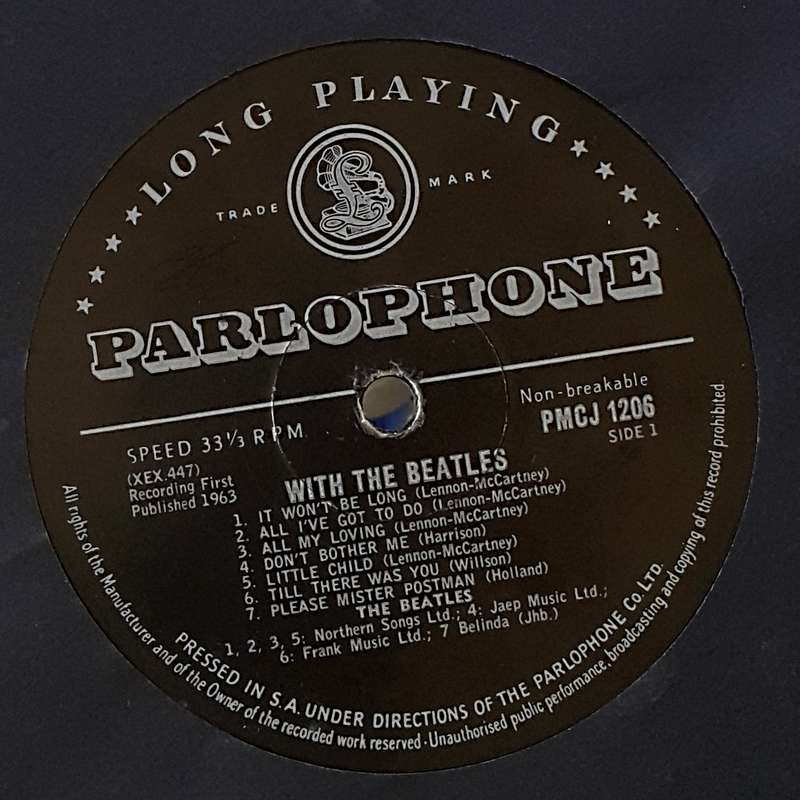 LONG PLAYING
TRADE MARK
PARLOPHONE
SPEED 33⅓ RPM
Non-breakable
PMCJ 1206
SIDE 1
(XEX.447)
Recording First
Published 1963
WITH THE BEATLES
1. IT WON'T BE LONG (Lennon-McCartney)
2. ALL I'VE GOT TO DO (Lennon-McCartney)
3. ALL MY LOVING (Lennon-McCartney)
4. DON'T BOTHER ME (Harrison)
5. LITTLE CHILD (Lennon-McCartney)
6. TILL THERE WAS YOU (Willson)
7. PLEASE MISTER POSTMAN (Holland)
THE BEATLES
1, 2, 3, 5: Northern Songs Ltd.; 4: Jaep Music Ltd.;
6: Frank Music Ltd.; 7 Belinda (Jhb.)
PRESSED IN S.A. UNDER DIRECTIONS OF THE PARLOPHONE CO. LTD.
All rights of the Manufacturer and of the Owner of the recorded work reserved · Unauthorised public performance, broadcasting and copying of this record prohibited